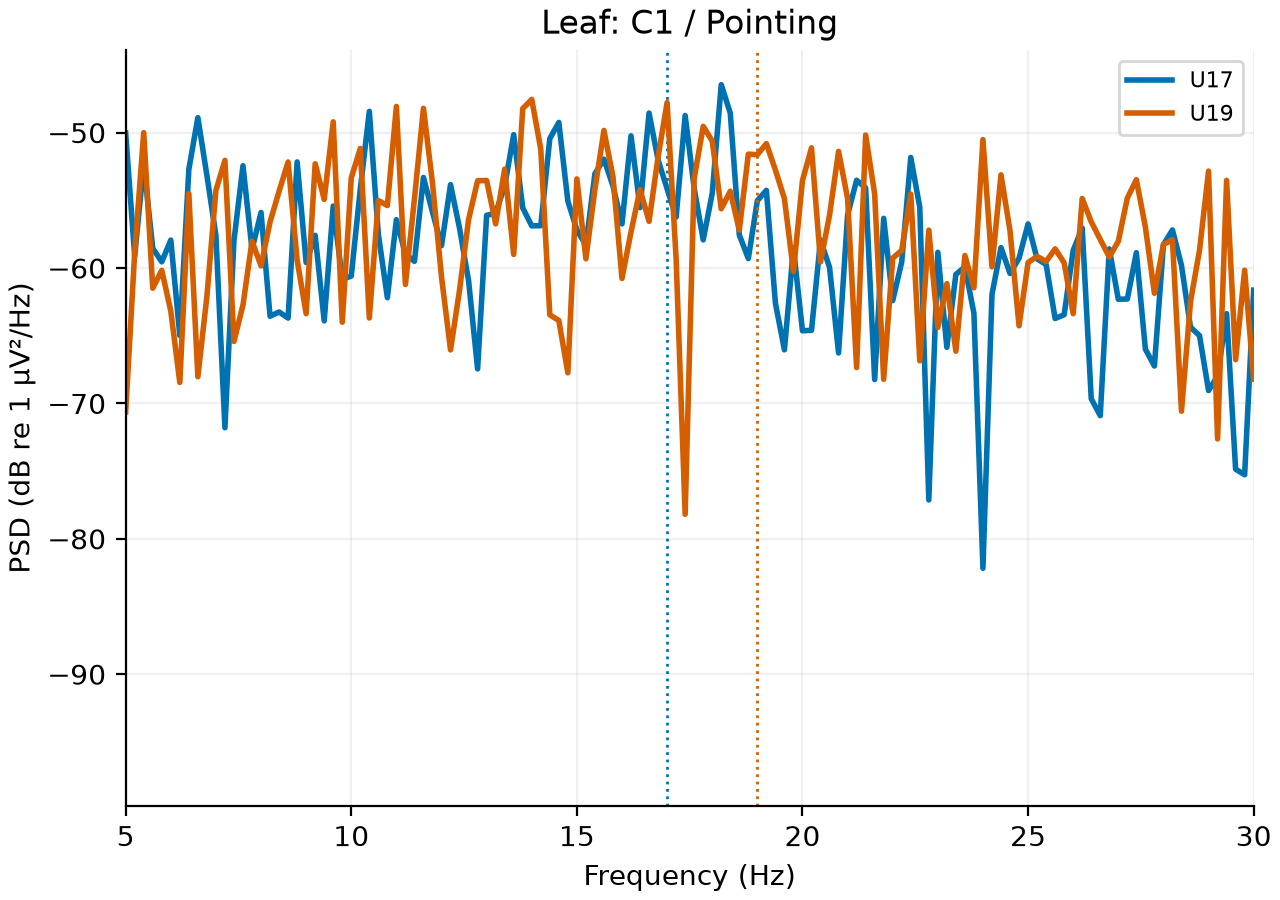 Leaf: C1 / Pointing
U17
U19
PSD (dB re 1 µV²/Hz)
−50
−60
−70
−80
−90
5
10
15
20
25
30
Frequency (Hz)